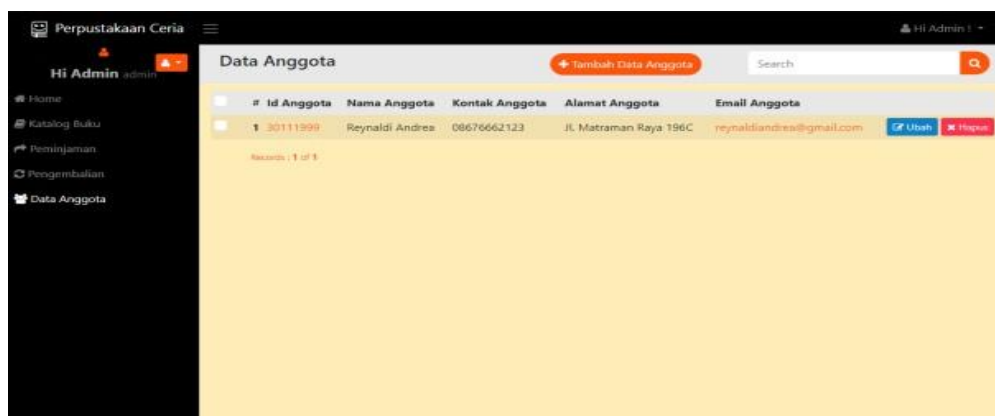 Perpustakaan Ceria
Hi Admin !
Hi Admin admin
Home
Katalog Buku
Peminjaman
Pengembalian
Data Anggota
Data Anggota
Tambah Data Anggota
Search
# Id Anggota Nama Anggota Kontak Anggota Alamat Anggota Email Anggota
1 30111999 Reynaldi Andrea 08676662123 Jl. Matraman Raya 196C reynaldiandrea@gmail.com Ubah Hapus
Records : 1 of 1